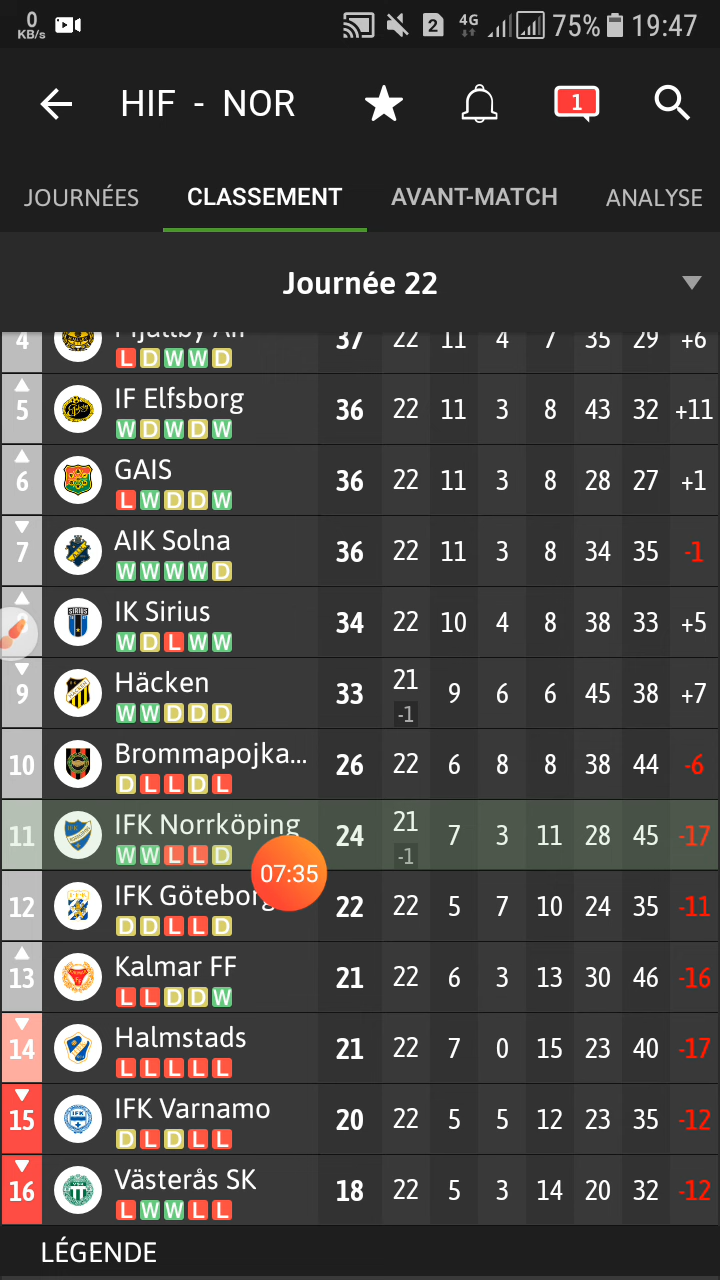 0 KB/s 2 4G 75% 19:47
HIF - NOR 1
JOURNÉES CLASSEMENT AVANT-MATCH ANALYSE
Journée 22
4 37 22 11 4 7 35 29 +6
L D W W D
5 IF Elfsborg 36 22 11 3 8 43 32 +11
W D W D W
6 GAIS 36 22 11 3 8 28 27 +1
L W D D W
7 AIK Solna 36 22 11 3 8 34 35 -1
W W W W D
IK Sirius 34 22 10 4 8 38 33 +5
W D L W W
9 Häcken 33 21 9 6 6 45 38 +7
W W D D D -1
10 Brommapojka... 26 22 6 8 8 38 44 -6
D L L D L
11 IFK Norrköping 24 21 7 3 11 28 45 -17
W W L L D -1
07:35
12 IFK Göteborg 22 22 5 7 10 24 35 -11
D D L L D
13 Kalmar FF 21 22 6 3 13 30 46 -16
L L D D W
14 Halmstads 21 22 7 0 15 23 40 -17
L L L L L
15 IFK Varnamo 20 22 5 5 12 23 35 -12
D L D L L
16 Västerås SK 18 22 5 3 14 20 32 -12
L W W L L
LÉGENDE